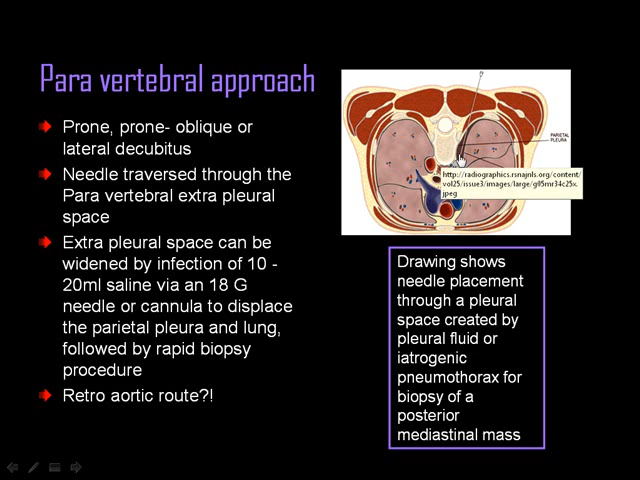 Para vertebral approach
Prone, prone- oblique or
lateral decubitus
Needle traversed through the
Para vertebral extra pleural
space
Extra pleural space can be
widened by infection of 10 -
20ml saline via an 18 G
needle or cannula to displace
the parietal pleura and lung,
followed by rapid biopsy
procedure
Retro aortic route?!
PARIETAL
PLEURA
http://radiographics.rsnajnls.org/content/
vol25/issue3/images/large/g05mr34c25x.
jpeg
Drawing shows
needle placement
through a pleural
space created by
pleural fluid or
iatrogenic
pneumothorax for
biopsy of a
posterior
mediastinal mass